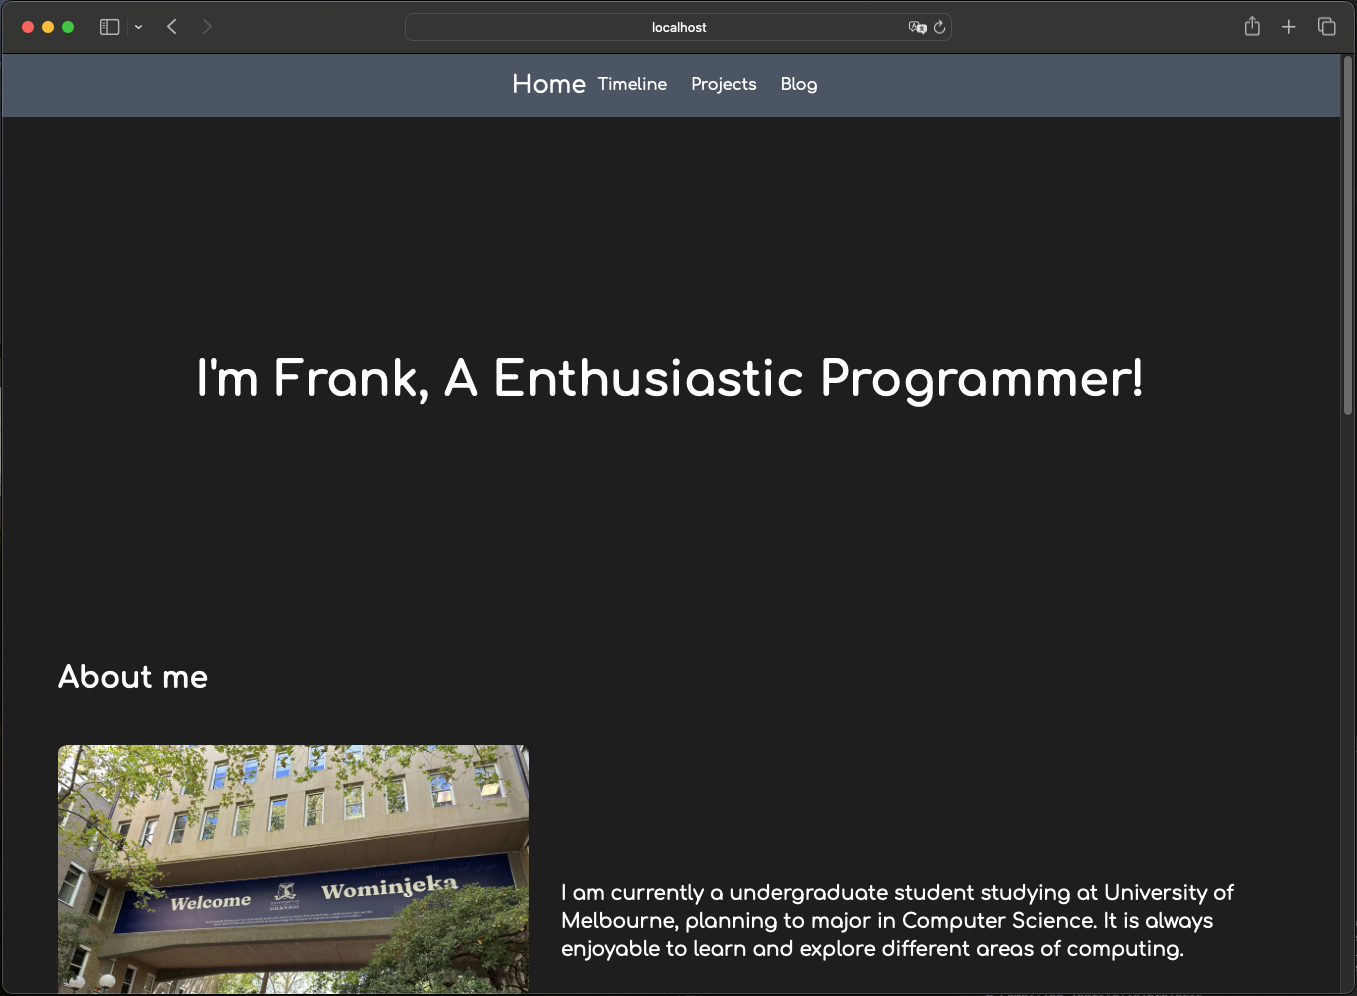 localhost
Home Timeline Projects Blog
I'm Frank, A Enthusiastic Programmer!
About me
Welcome
Wominjeka
I am currently a undergraduate student studying at University of
Melbourne, planning to major in Computer Science. It is always
enjoyable to learn and explore different areas of computing.